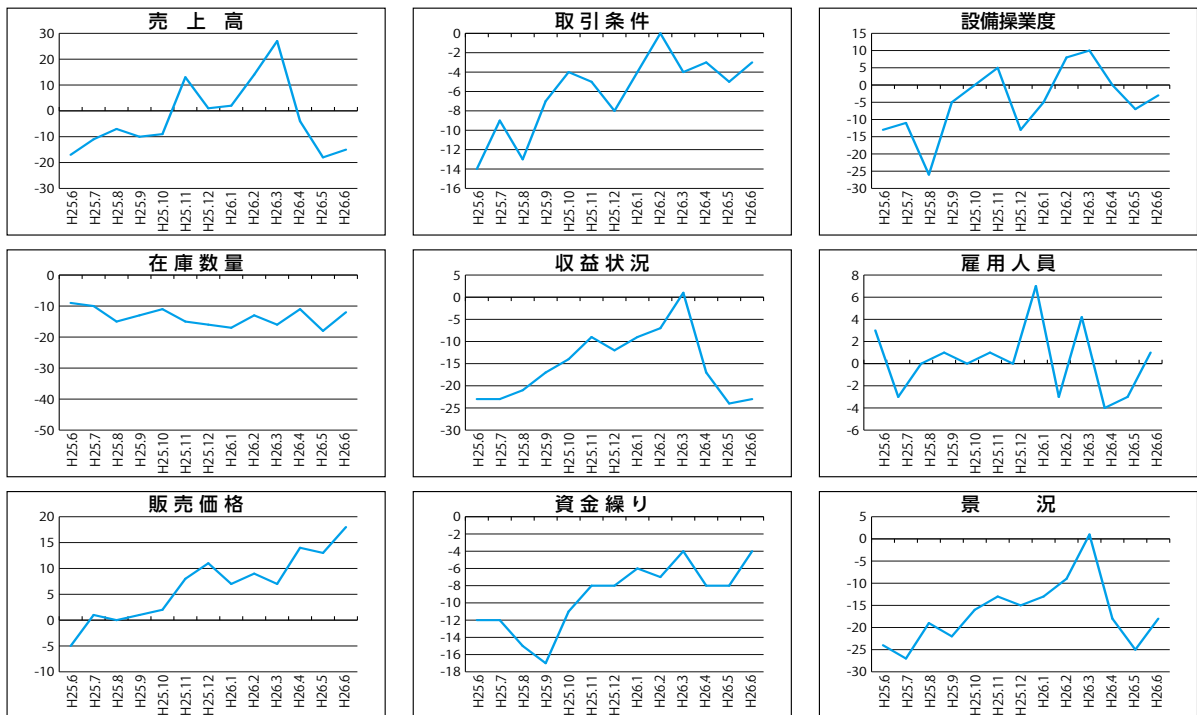 売上高
30
20
10
0
-10
-20
-30
H25.6
H25.7
H25.8
H25.9
H25.10
H25.11
H25.12
H26.1
H26.2
H26.3
H26.4
H26.5
H26.6
取引条件
0
-2
-4
-6
-8
-10
-12
-14
-16
H25.6
H25.7
H25.8
H25.9
H25.10
H25.11
H25.12
H26.1
H26.2
H26.3
H26.4
H26.5
H26.6
設備操業度
15
10
5
0
-5
-10
-15
-20
-25
-30
H25.6
H25.7
H25.8
H25.9
H25.10
H25.11
H25.12
H26.1
H26.2
H26.3
H26.4
H26.5
H26.6
在庫数量
0
-10
-20
-30
-40
-50
H25.6
H25.7
H25.8
H25.9
H25.10
H25.11
H25.12
H26.1
H26.2
H26.3
H26.4
H26.5
H26.6
収益状況
5
0
-5
-10
-15
-20
-25
-30
H25.6
H25.7
H25.8
H25.9
H25.10
H25.11
H25.12
H26.1
H26.2
H26.3
H26.4
H26.5
H26.6
雇用人員
8
6
4
2
0
-2
-4
-6
H25.6
H25.7
H25.8
H25.9
H25.10
H25.11
H25.12
H26.1
H26.2
H26.3
H26.4
H26.5
H26.6
販売価格
20
15
10
5
0
-5
-10
H25.6
H25.7
H25.8
H25.9
H25.10
H25.11
H25.12
H26.1
H26.2
H26.3
H26.4
H26.5
H26.6
資金繰り
0
-2
-4
-6
-8
-10
-12
-14
-16
-18
H25.6
H25.7
H25.8
H25.9
H25.10
H25.11
H25.12
H26.1
H26.2
H26.3
H26.4
H26.5
H26.6
景況
5
0
-5
-10
-15
-20
-25
-30
H25.6
H25.7
H25.8
H25.9
H25.10
H25.11
H25.12
H26.1
H26.2
H26.3
H26.4
H26.5
H26.6